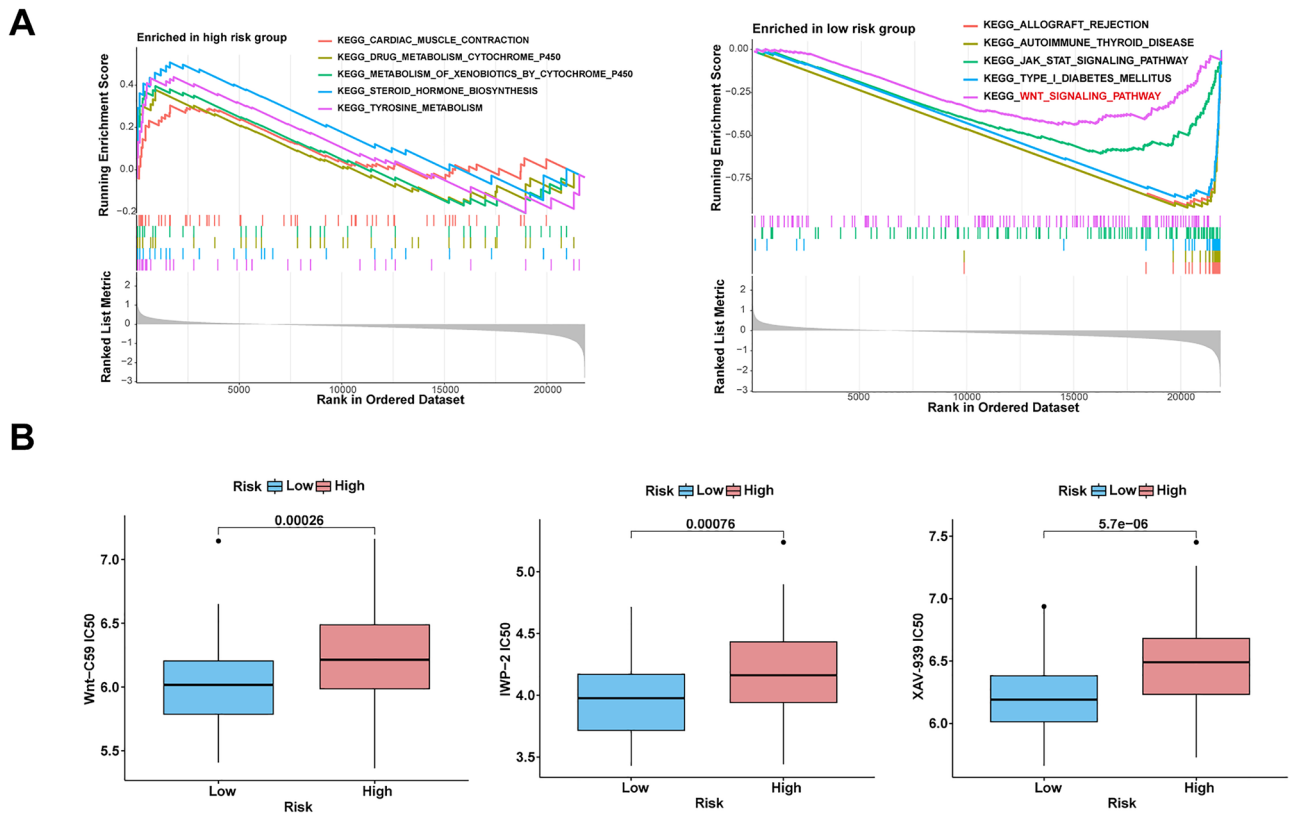 A
Enriched in high risk group
KEGG_CARDIAC_MUSCLE_CONTRACTION
KEGG_DRUG_METABOLISM_CYTOCHROME_P450
KEGG_METABOLISM_OF_XENOBIOTICS_BY_CYTOCHROME_P450
KEGG_STEROID_HORMONE_BIOSYNTHESIS
KEGG_TYROSINE_METABOLISM
Running Enrichment Score
0.4
0.2
0.0
−0.2
Ranked List Metric
2
1
0
−1
−2
−3
5000 10000 15000 20000
Rank in Ordered Dataset
Enriched in low risk group
KEGG_ALLOGRAFT_REJECTION
KEGG_AUTOIMMUNE_THYROID_DISEASE
KEGG_JAK_STAT_SIGNALING_PATHWAY
KEGG_TYPE_I_DIABETES_MELLITUS
KEGG_WNT_SIGNALING_PATHWAY
Running Enrichment Score
0.00
−0.25
−0.50
−0.75
Ranked List Metric
2
1
0
−1
−2
−3
5000 10000 15000 20000
Rank in Ordered Dataset
B
Risk Low High
0.00026
Wnt−C59 IC50
7.0
6.5
6.0
5.5
Low High
Risk
Risk Low High
0.00076
IWP−2 IC50
5.0
4.5
4.0
3.5
Low High
Risk
Risk Low High
5.7e−06
XAV−939 IC50
7.5
7.0
6.5
6.0
Low High
Risk